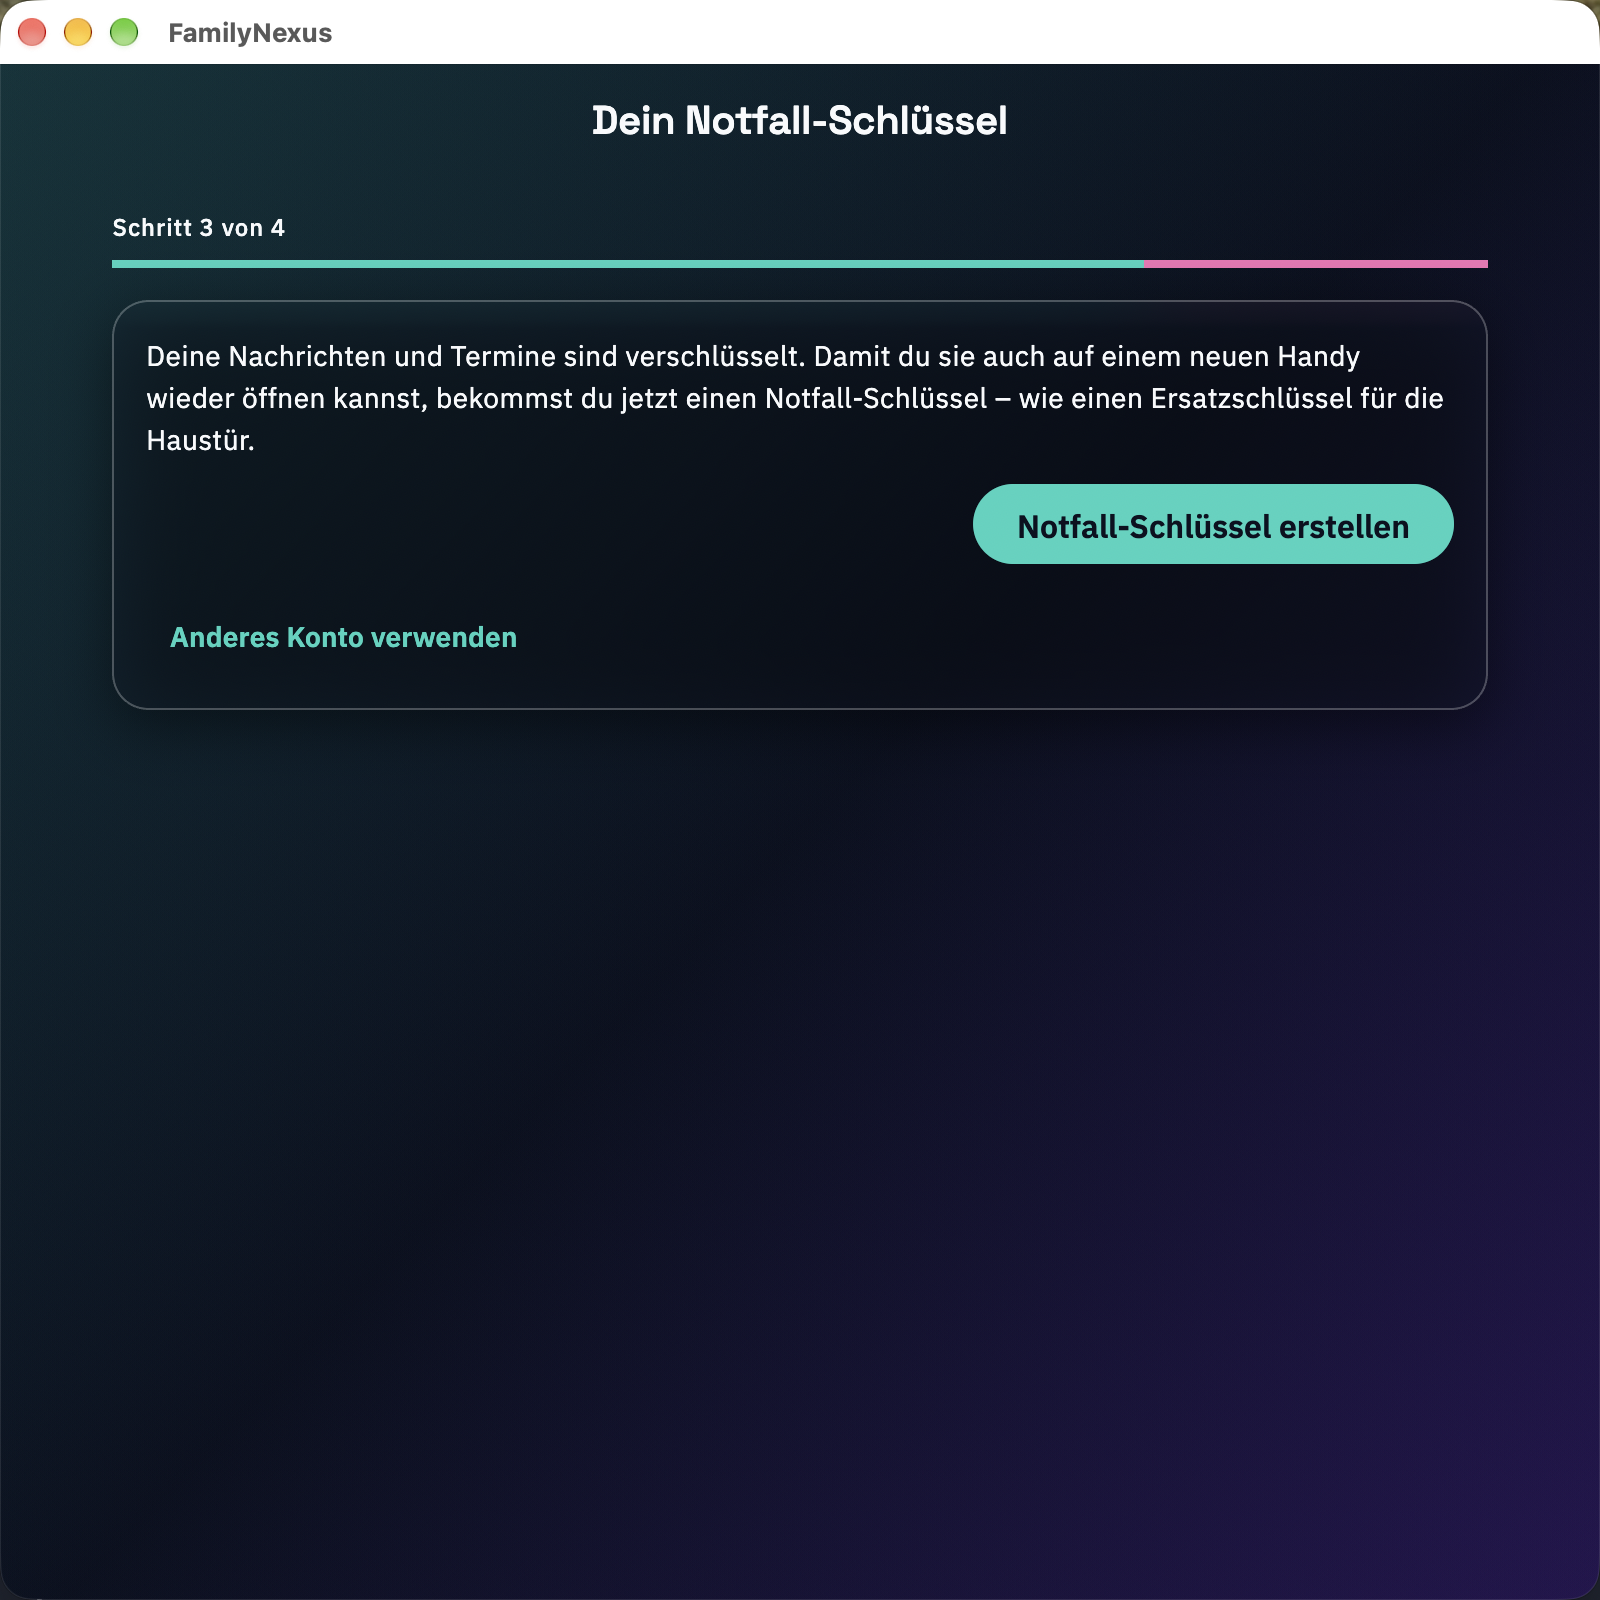 FamilyNexus
Dein Notfall-Schlüssel
Schritt 3 von 4
Deine Nachrichten und Termine sind verschlüsselt. Damit du sie auch auf einem neuen Handy
wieder öffnen kannst, bekommst du jetzt einen Notfall-Schlüssel – wie einen Ersatzschlüssel für die
Haustür.
Notfall-Schlüssel erstellen
Anderes Konto verwenden